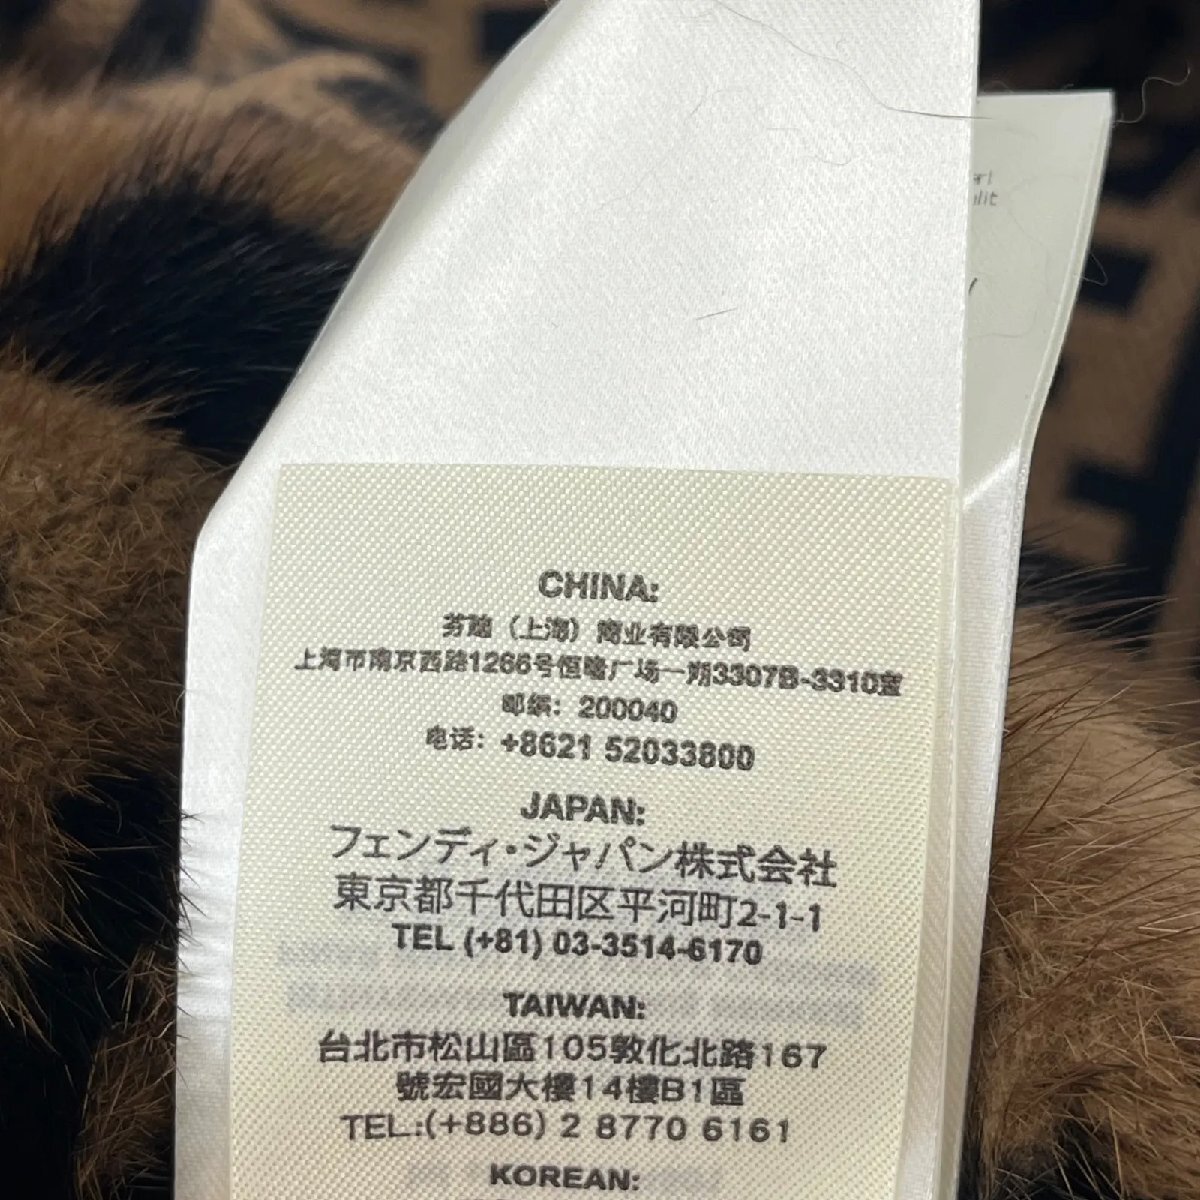 CHINA:
芬迪（上海）商业有限公司
上海市南京西路1266号恒隆广场一期3307B-3310室
邮编：200040
电话：+8621 52033800
JAPAN:
フェンディ・ジャパン株式会社
東京都千代田区平河町2-1-1
TEL (+81) 03-3514-6170
TAIWAN:
台北市松山區105敦化北路167
號宏國大樓14樓B1區
TEL:(+886) 2 8770 6161
KOREAN: